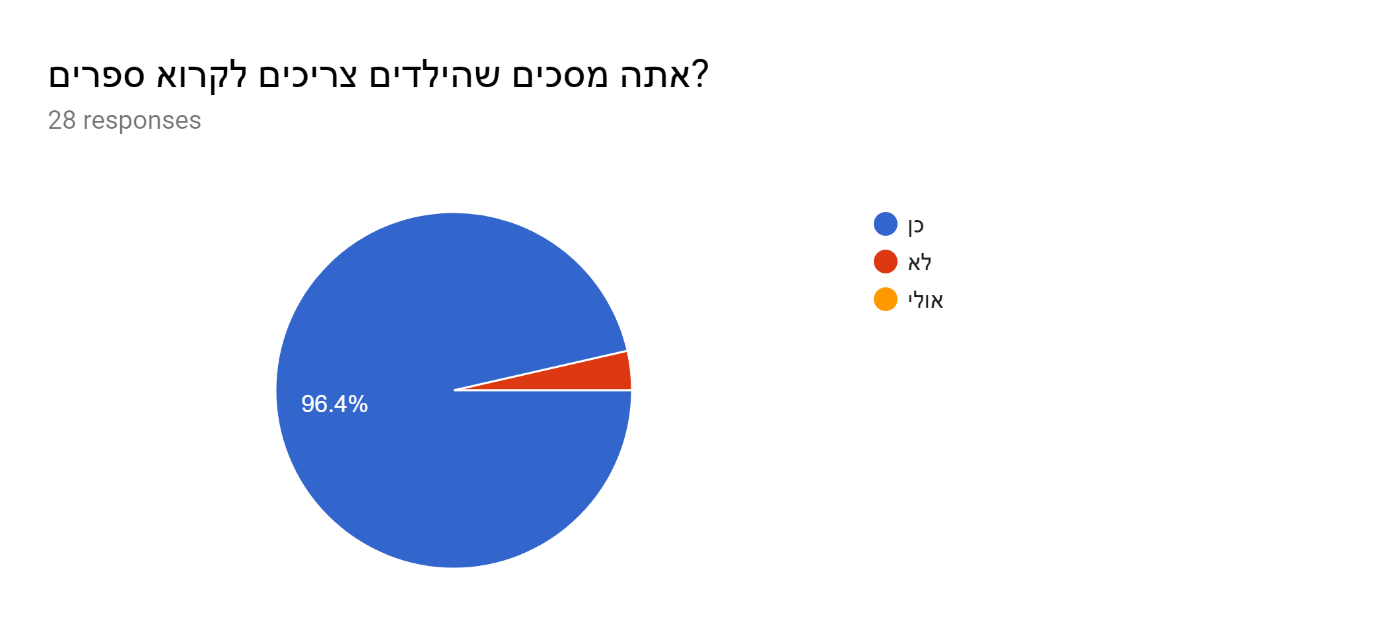 אתה מסכים שהילדים צריכים לקרוא ספרים?
28 responses
כן
לא
אולי
96.4%